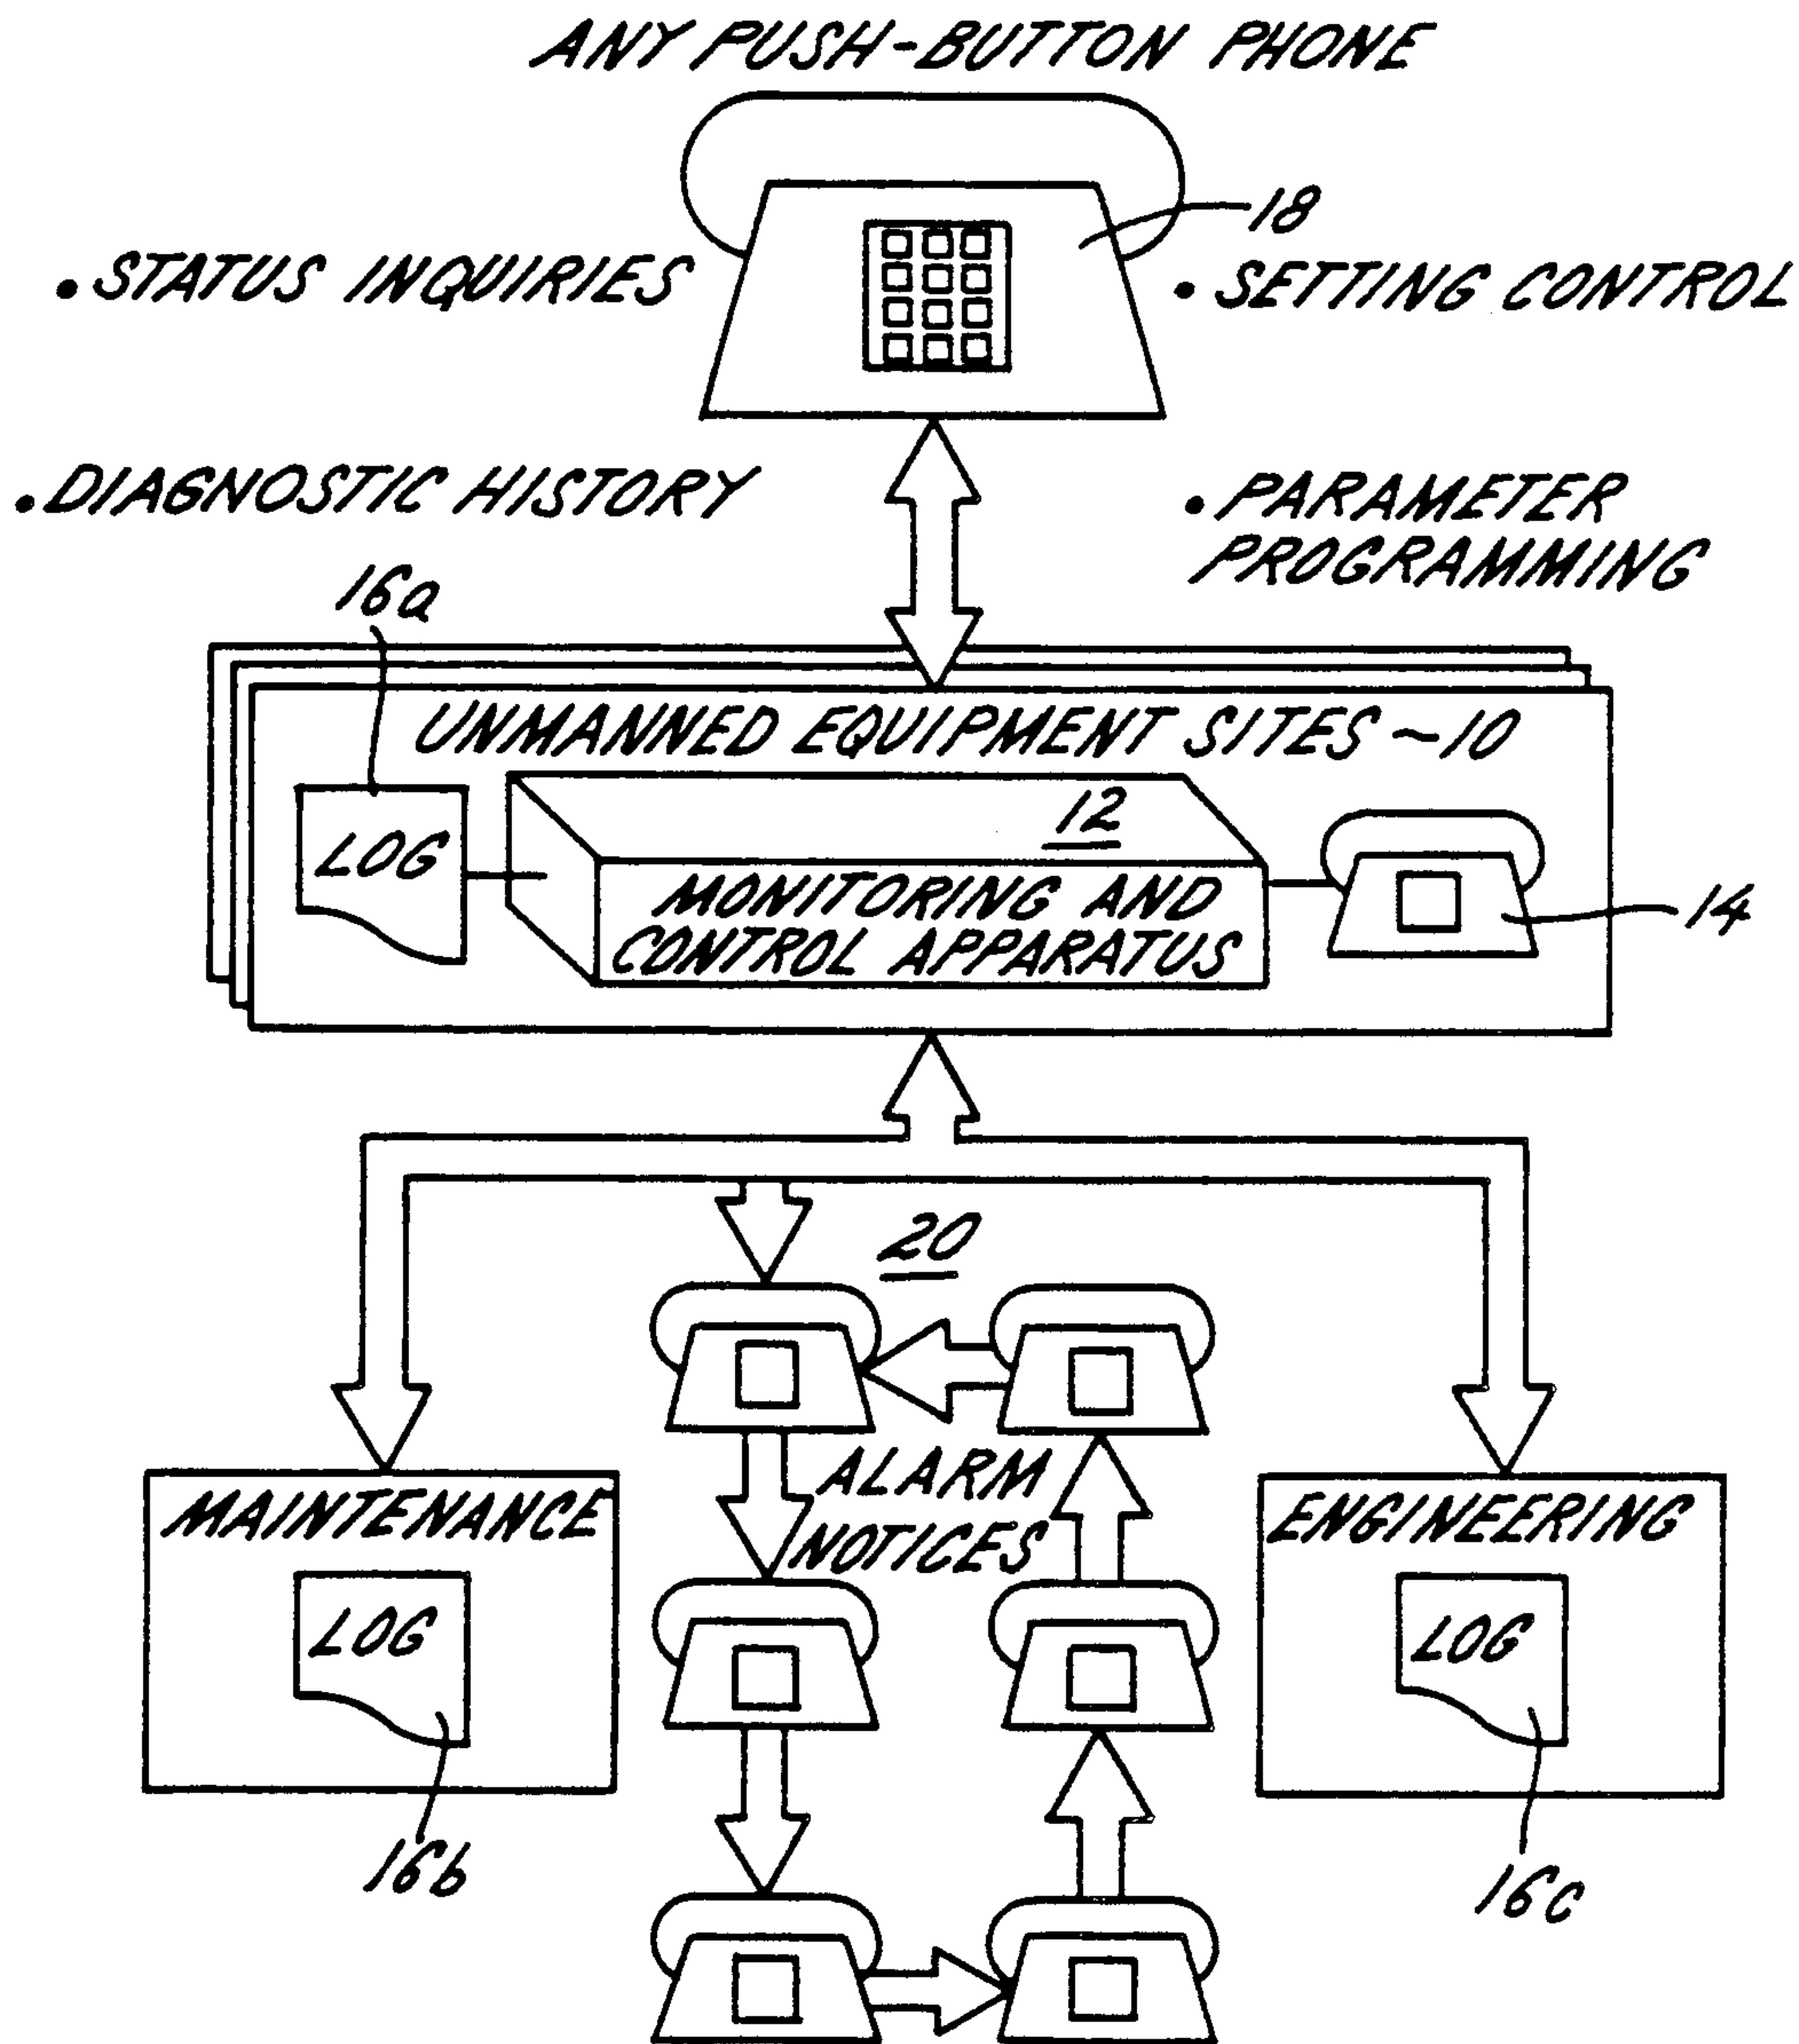 ANY PUSH-BUTTON PHONE
18
• STATUS INQUIRIES
• SETTING CONTROL
• DIAGNOSTIC HISTORY
• PARAMETER
PROGRAMMING
16a
UNMANNED EQUIPMENT SITES ~10
12
LOG
MONITORING AND
CONTROL APPARATUS
14
20
ALARM
NOTICES
MAINTENANCE
LOG
16b
ENGINEERING
LOG
16c